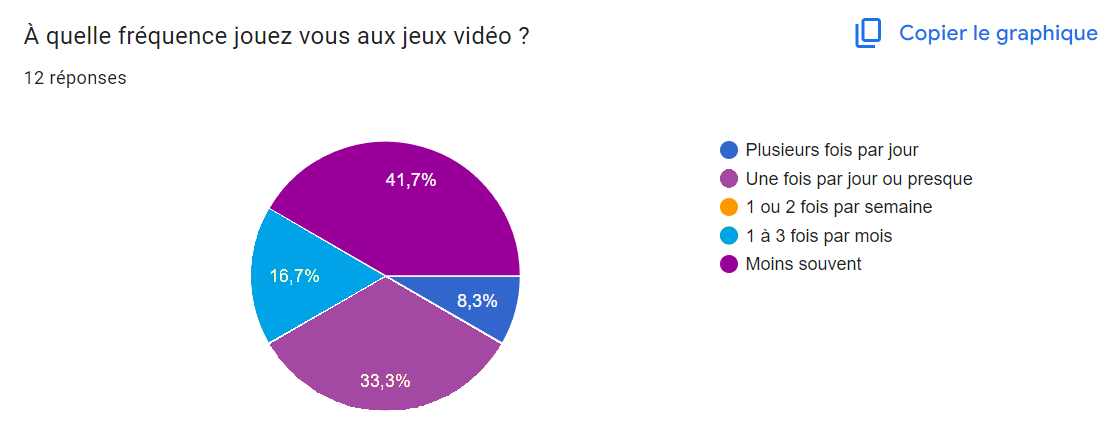 À quelle fréquence jouez vous aux jeux vidéo ?
Copier le graphique
12 réponses
41,7%
16,7%
8,3%
33,3%
Plusieurs fois par jour
Une fois par jour ou presque
1 ou 2 fois par semaine
1 à 3 fois par mois
Moins souvent